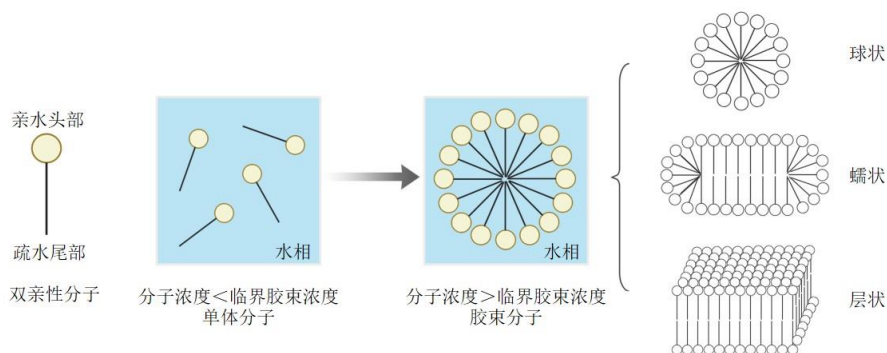 亲水头部
疏水尾部
双亲性分子
水相
分子浓度＜临界胶束浓度
单体分子
水相
分子浓度＞临界胶束浓度
胶束分子
球状
蠕状
层状